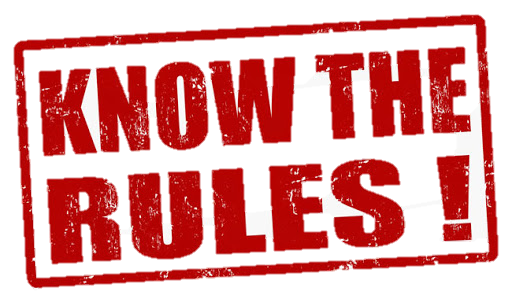 KNOW THE
RULES !